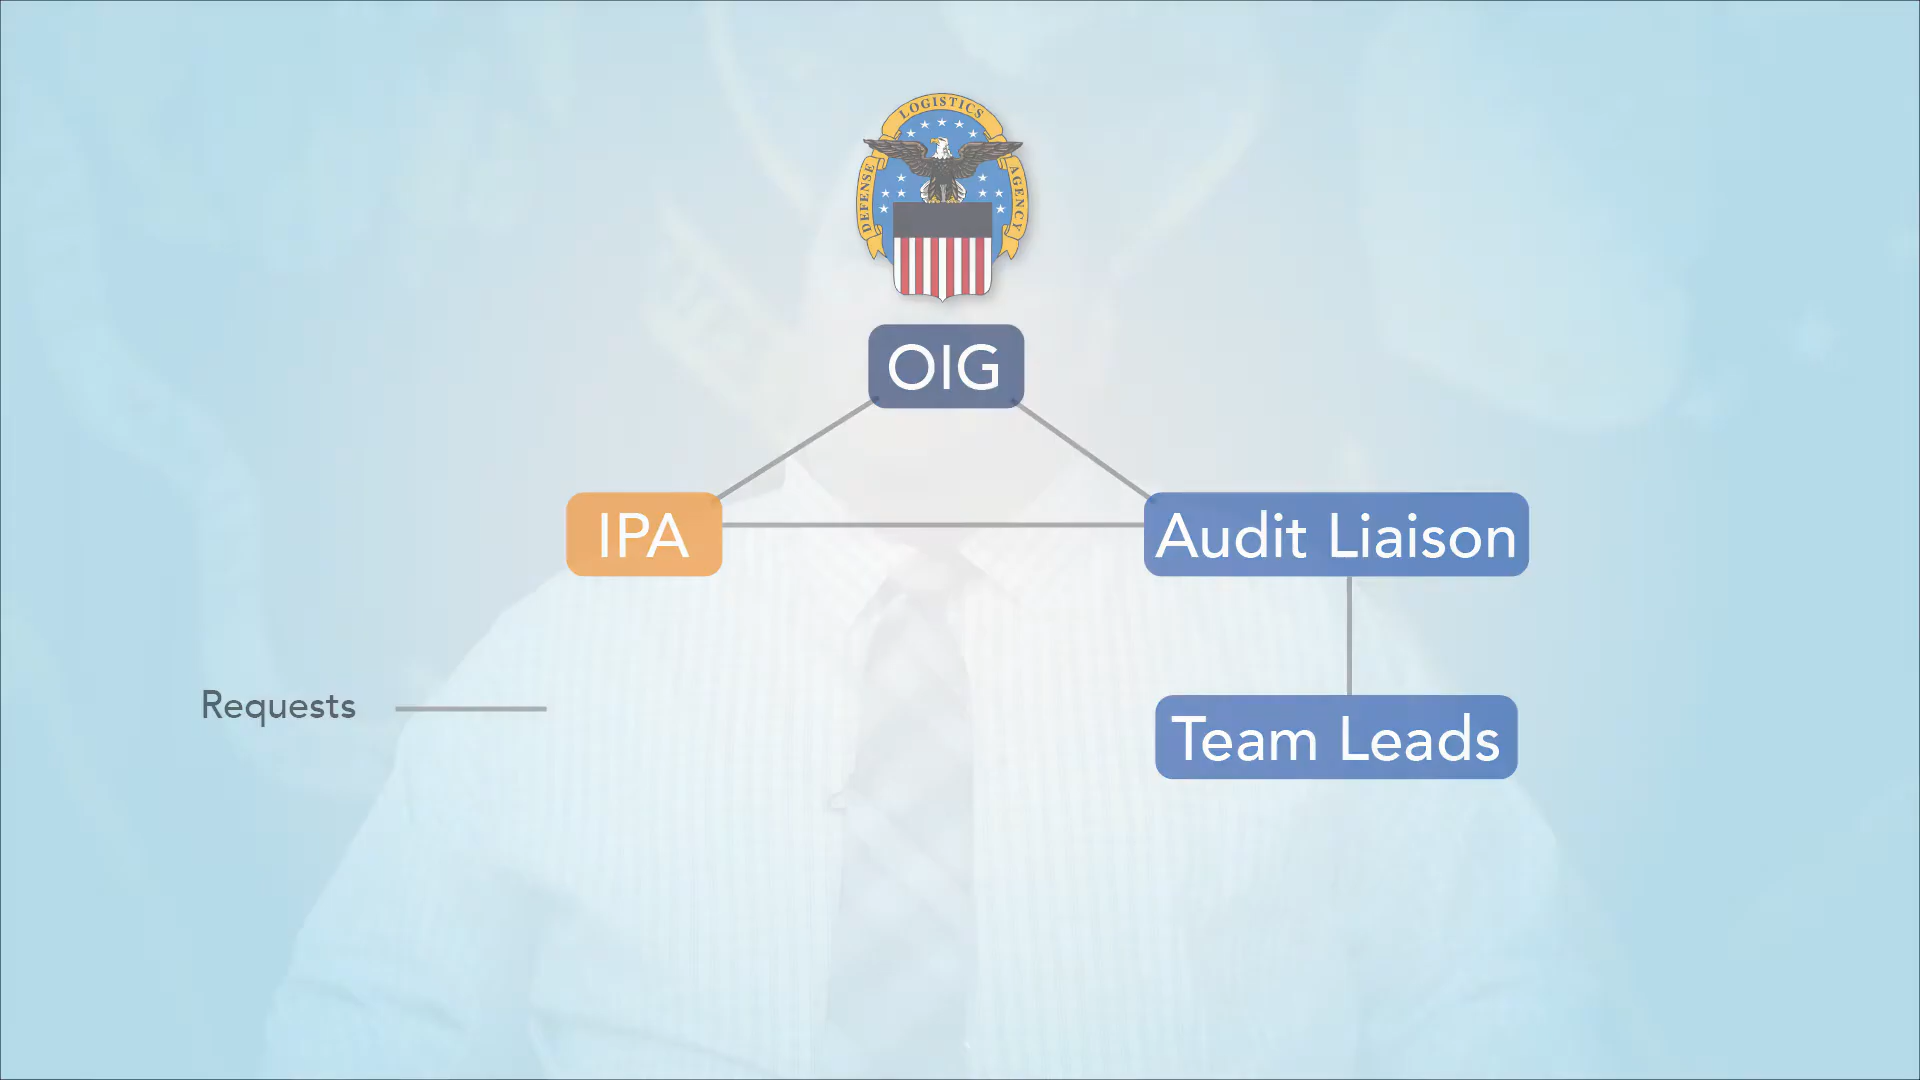 DEFENSE LOGISTICS AGENCY
OIG
IPA
Audit Liaison
Requests
Team Leads